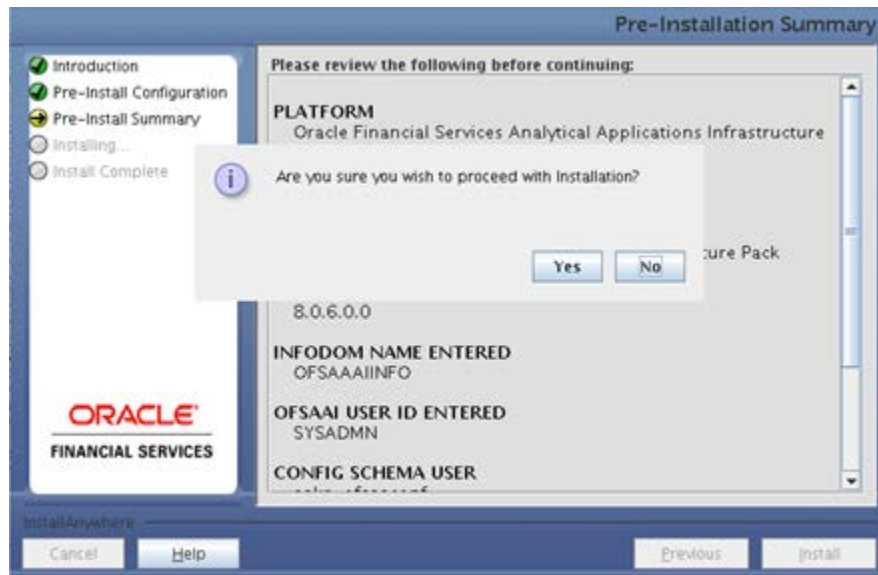 Pre-Installation Summary
Introduction
Pre-Install Configuration
Pre-Install Summary
Installing...
Install Complete
ORACLE
FINANCIAL SERVICES
Please review the following before continuing:
PLATFORM
Oracle Financial Services Analytical Applications Infrastructure
Are you sure you wish to proceed with Installation?
Yes
No
Pack
8.0.6.0.0
INFODOM NAME ENTERED
OFSAAAIINFO
OFSAAI USER ID ENTERED
SYSADMN
CONFIG SCHEMA USER
InstallAnywhere
Cancel
Help
Previous
Install